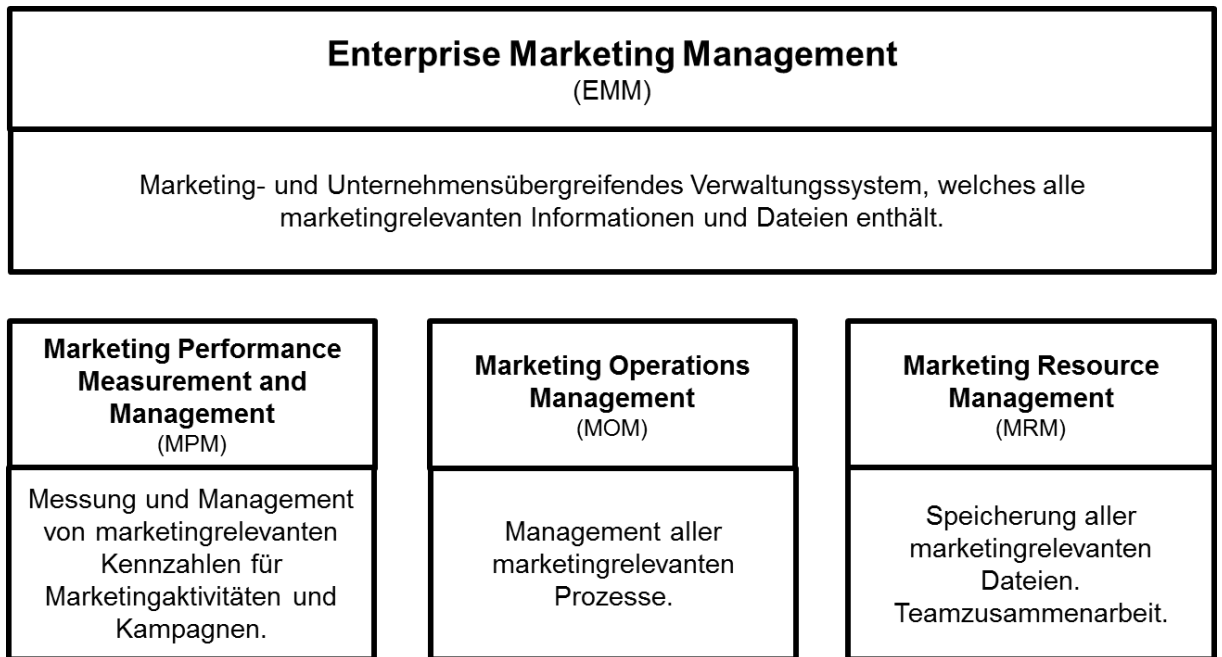 Enterprise Marketing Management
(EMM)
Marketing- und Unternehmensübergreifendes Verwaltungssystem, welches alle
marketingrelevanten Informationen und Dateien enthält.
Marketing Performance
Measurement and
Management
(MPM)
Messung und Management
von marketingrelevanten
Kennzahlen für
Marketingaktivitäten und
Kampagnen.
Marketing Operations
Management
(MOM)
Management aller
marketingrelevanten
Prozesse.
Marketing Resource
Management
(MRM)
Speicherung aller
marketingrelevanten
Dateien.
Teamzusammenarbeit.